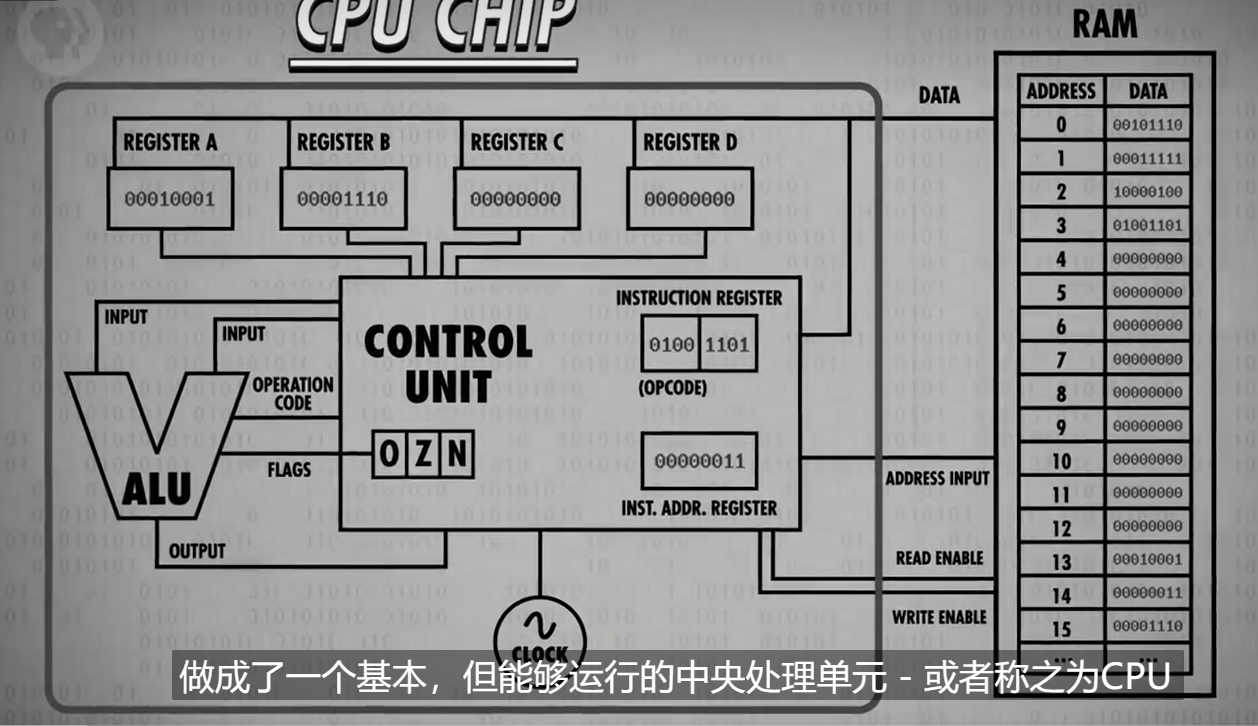 CPU CHIP
RAM
DATA
ADDRESS DATA
0 00101110
1 00011111
2 10000100
3 01001101
4 00000000
5 00000000
6 00000000
7 00000000
8 00000000
9 00000000
10 00000000
11 00000000
12 00000000
13 00010001
14 00000011
15 00001110
... ...
REGISTER A
00010001
REGISTER B
00001110
REGISTER C
00000000
REGISTER D
00000000
INPUT
INPUT
OPERATION
CODE
FLAGS
ALU
OUTPUT
CONTROL
UNIT
O Z N
INSTRUCTION REGISTER
0100 1101
(OPCODE)
00000011
INST. ADDR. REGISTER
ADDRESS INPUT
READ ENABLE
WRITE ENABLE
CLOCK
做成了一个基本，但能够运行的中央处理单元 - 或者称之为CPU